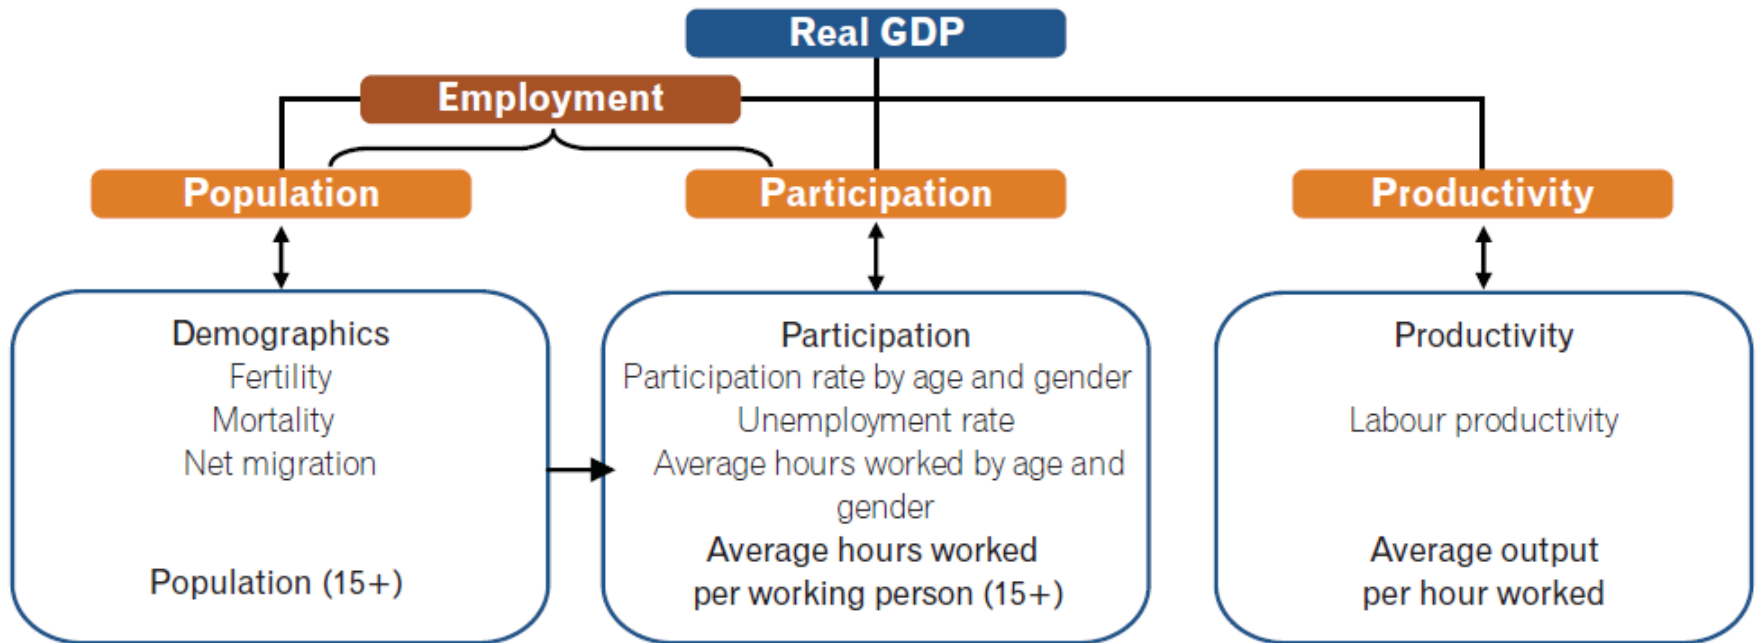 Real GDP
Employment
Population
Participation
Productivity
Demographics
Fertility
Mortality
Net migration
Population (15+)
Participation
Participation rate by age and gender
Unemployment rate
Average hours worked by age and
gender
Average hours worked
per working person (15+)
Productivity
Labour productivity
Average output
per hour worked